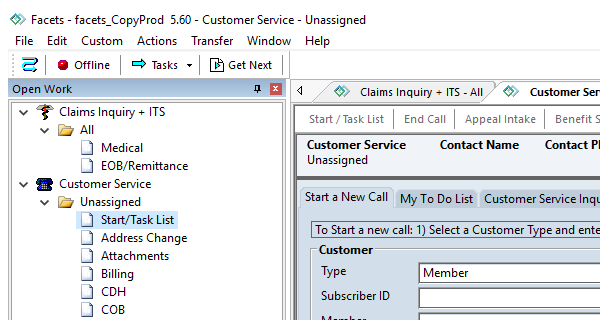 Facets - facets_CopyProd 5.60 - Customer Service - Unassigned
File Edit Custom Actions Transfer Window Help
Offline Tasks Get Next
Open Work
Claims Inquiry + ITS
All
Medical
EOB/Remittance
Customer Service
Unassigned
Start/Task List
Address Change
Attachments
Billing
CDH
COB
Claims Inquiry + ITS - All Customer Ser
Start / Task List End Call Appeal Intake Benefit S
Customer Service Contact Name Contact Pl
Unassigned
Start a New Call My To Do List Customer Service Inqu
To Start a new call: 1) Select a Customer Type and ente
Customer
Type Member
Subscriber ID